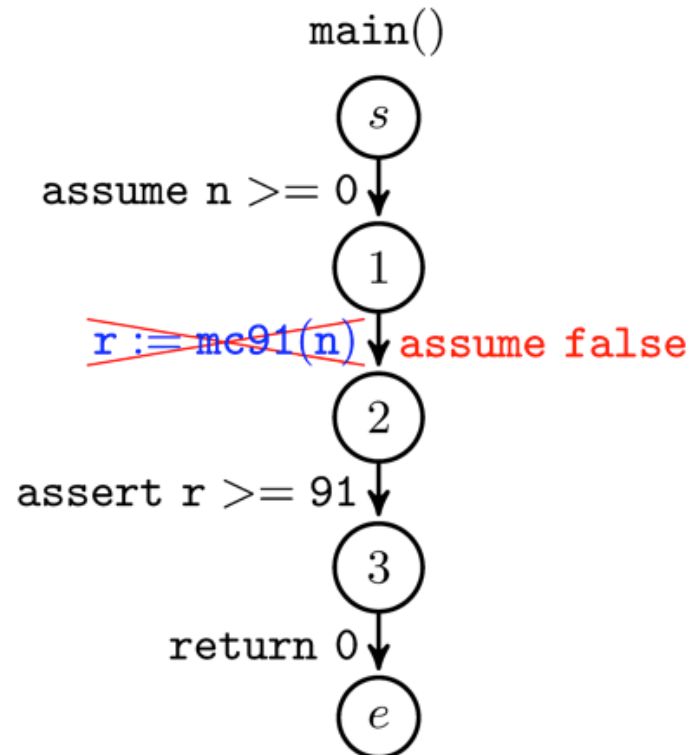 main()
s
assume n >= 0
1
r := mc91(n) assume false
2
assert r >= 91
3
return 0
e